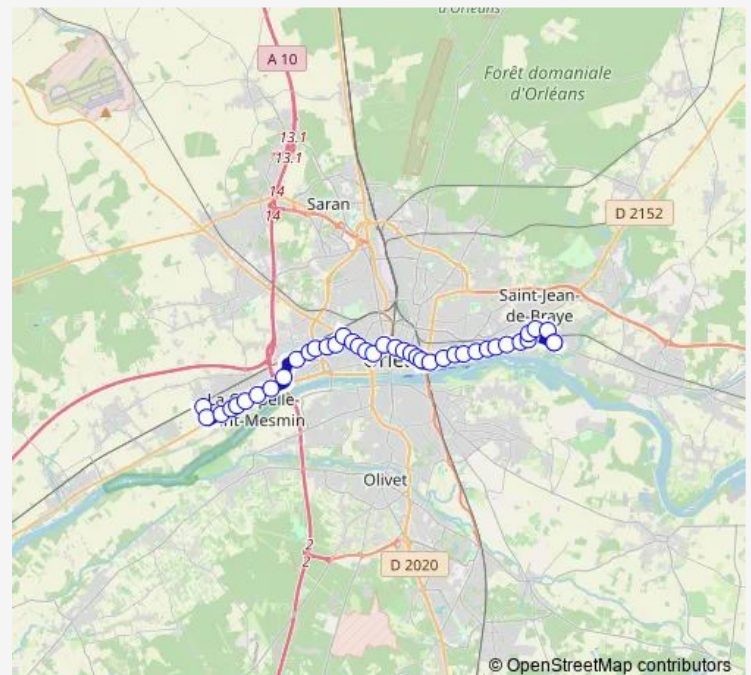 d'Orléans
A 10
Forêt domaniale
d'Orléans
13.1
13.1
14
14
Saran
D 2152
Saint-Jean-
de-Braye
Mesmin
Olivet
2
2
D 2020
© OpenStreetMap contributors